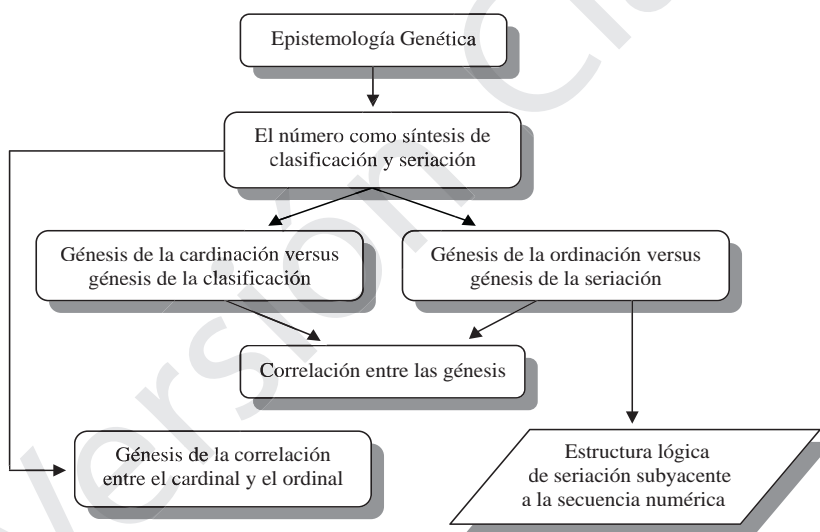 Epistemología Genética
El número como síntesis de
clasificación y seriación
Génesis de la cardinación versus
génesis de la clasificación
Génesis de la ordinación versus
génesis de la seriación
Correlación entre las génesis
Génesis de la correlación
entre el cardinal y el ordinal
Estructura lógica
de seriación subyacente
a la secuencia numérica
Versión